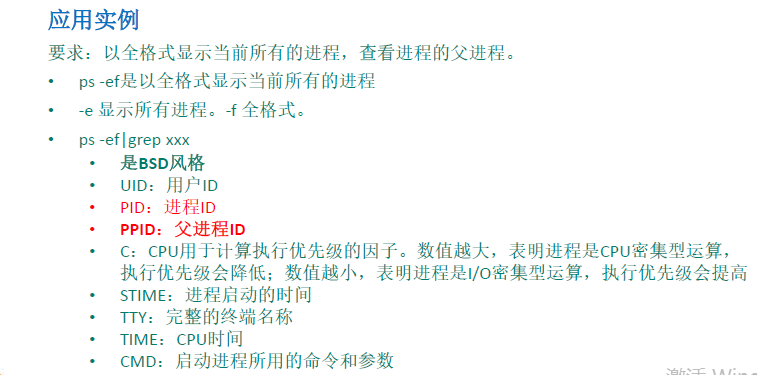 应用实例
要求：以全格式显示当前所有的进程，查看进程的父进程。
• ps -ef是以全格式显示当前所有的进程
• -e 显示所有进程。-f 全格式。
• ps -ef|grep xxx
• 是BSD风格
• UID：用户ID
• PID：进程ID
• PPID：父进程ID
• C：CPU用于计算执行优先级的因子。数值越大，表明进程是CPU密集型运算，
执行优先级会降低；数值越小，表明进程是I/O密集型运算，执行优先级会提高
• STIME：进程启动的时间
• TTY：完整的终端名称
• TIME：CPU时间
• CMD：启动进程所用的命令和参数
激活 Wind